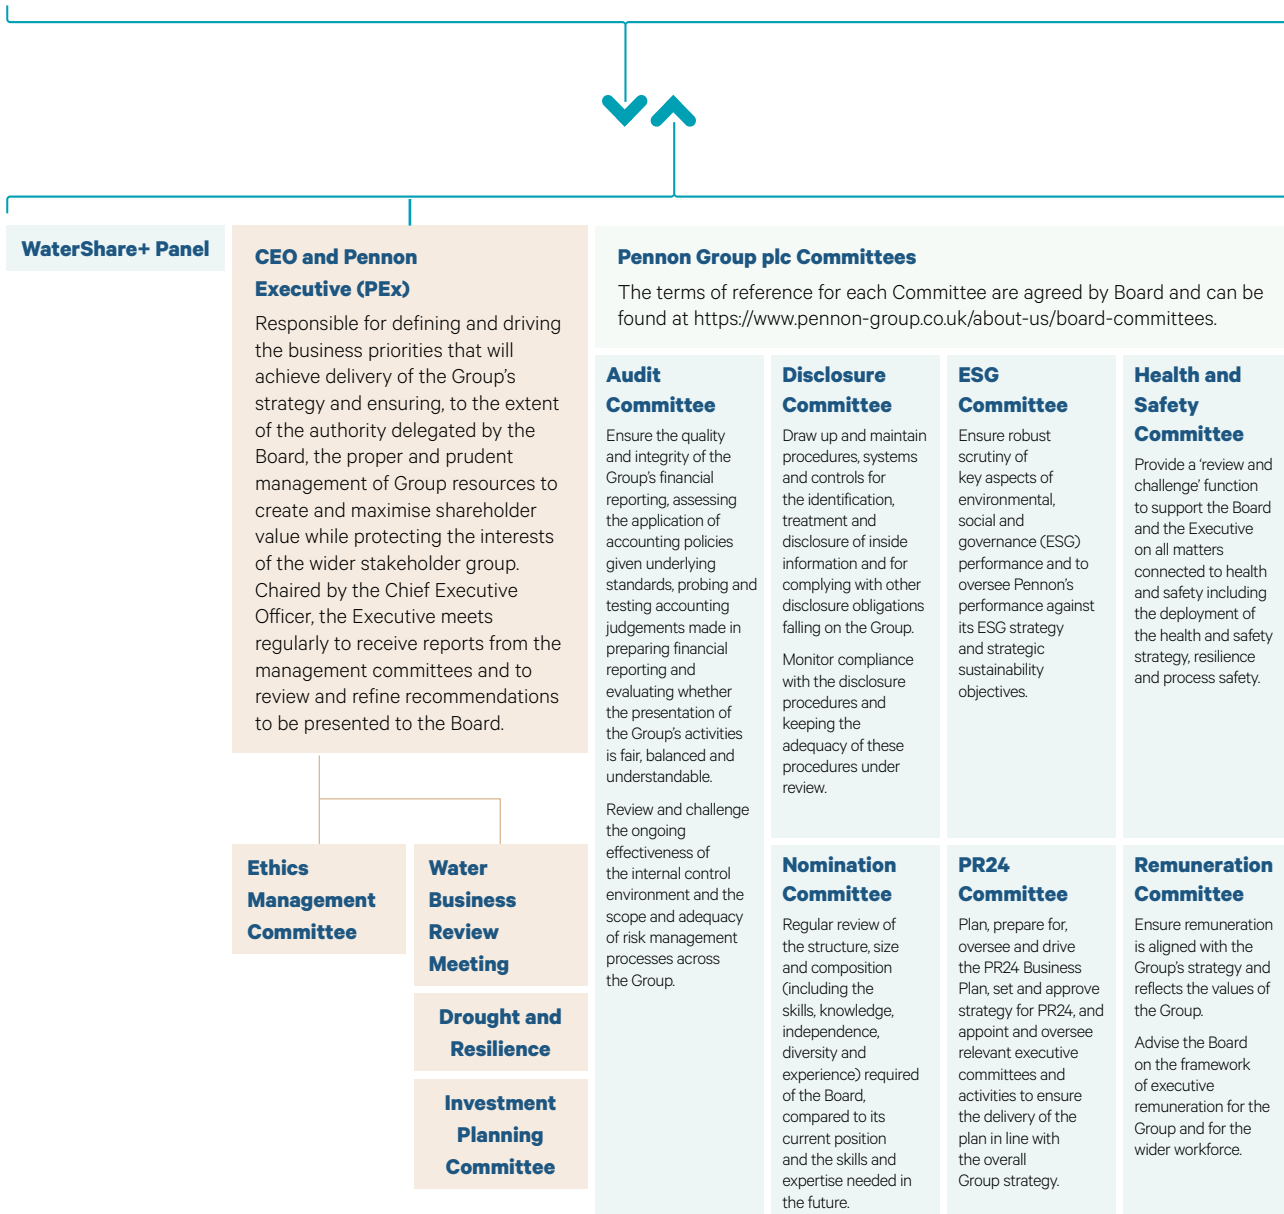 WaterShare+ Panel
CEO and Pennon
Executive (PEx)
Responsible for defining and driving
the business priorities that will
achieve delivery of the Group’s
strategy and ensuring, to the extent
of the authority delegated by the
Board, the proper and prudent
management of Group resources to
create and maximise shareholder
value while protecting the interests
of the wider stakeholder group.
Chaired by the Chief Executive
Officer, the Executive meets
regularly to receive reports from the
management committees and to
review and refine recommendations
to be presented to the Board.
Ethics
Management
Committee
Water
Business
Review
Meeting
Drought and
Resilience
Investment
Planning
Committee
Pennon Group plc Committees
The terms of reference for each Committee are agreed by Board and can be
found at https://www.pennon-group.co.uk/about-us/board-committees.
Audit
Committee
Ensure the quality
and integrity of the
Group’s financial
reporting, assessing
the application of
accounting policies
given underlying
standards, probing and
testing accounting
judgements made in
preparing financial
reporting and
evaluating whether
the presentation of
the Group’s activities
is fair, balanced and
understandable.
Review and challenge
the ongoing
effectiveness of
the internal control
environment and the
scope and adequacy
of risk management
processes across
the Group.
Disclosure
Committee
Draw up and maintain
procedures, systems
and controls for
the identification,
treatment and
disclosure of inside
information and for
complying with other
disclosure obligations
falling on the Group.
Monitor compliance
with the disclosure
procedures and
keeping the
adequacy of these
procedures under
review.
ESG
Committee
Ensure robust
scrutiny of
key aspects of
environmental,
social and
governance (ESG)
performance and to
oversee Pennon’s
performance against
its ESG strategy
and strategic
sustainability
objectives.
Health and
Safety
Committee
Provide a ‘review and
challenge’ function
to support the Board
and the Executive
on all matters
connected to health
and safety including
the deployment of
the health and safety
strategy, resilience
and process safety.
Nomination
Committee
Regular review of
the structure, size
and composition
(including the
skills, knowledge,
independence,
diversity and
experience) required
of the Board,
compared to its
current position
and the skills and
expertise needed in
the future.
PR24
Committee
Plan, prepare for,
oversee and drive
the PR24 Business
Plan, set and approve
strategy for PR24, and
appoint and oversee
relevant executive
committees and
activities to ensure
the delivery of the
plan in line with
the overall
Group strategy.
Remuneration
Committee
Ensure remuneration
is aligned with the
Group’s strategy and
reflects the values of
the Group.
Advise the Board
on the framework
of executive
remuneration for the
Group and for the
wider workforce.